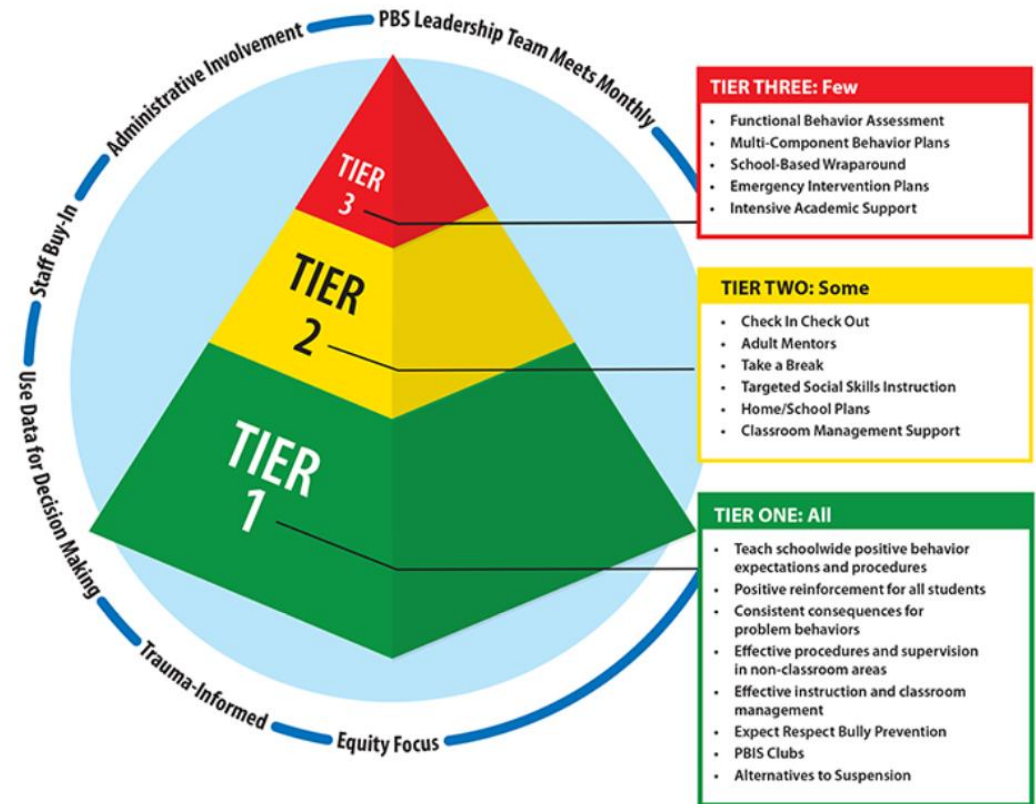 PBS Leadership Team Meets Monthly
Administrative Involvement
Staff Buy-In
Use Data for Decision Making
Trauma-Informed
Equity Focus
TIER
3
TIER
2
TIER
1
TIER THREE: Few
• Functional Behavior Assessment
• Multi-Component Behavior Plans
• School-Based Wraparound
• Emergency Intervention Plans
• Intensive Academic Support
TIER TWO: Some
• Check In Check Out
• Adult Mentors
• Take a Break
• Targeted Social Skills Instruction
• Home/School Plans
• Classroom Management Support
TIER ONE: All
• Teach schoolwide positive behavior
expectations and procedures
• Positive reinforcement for all students
• Consistent consequences for
problem behaviors
• Effective procedures and supervision
in non-classroom areas
• Effective instruction and classroom
management
• Expect Respect Bully Prevention
• PBIS Clubs
• Alternatives to Suspension